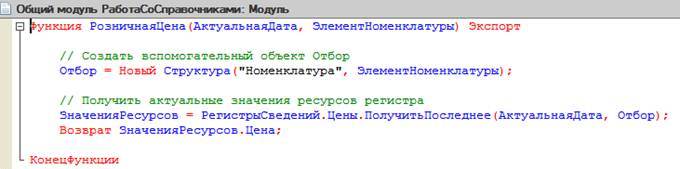 Общий модуль РаботаСоСправочниками: Модуль
Функция РозничнаяЦена(АктуальнаяДата, ЭлементНоменклатуры) Экспорт
// Создать вспомогательный объект Отбор
Отбор = Новый Структура("Номенклатура", ЭлементНоменклатуры);
// Получить актуальные значения ресурсов регистра
ЗначенияРесурсов = РегистрыСведений.Цены.ПолучитьПоследнее(АктуальнаяДата, Отбор);
Возврат ЗначенияРесурсов.Цена;
КонецФункции